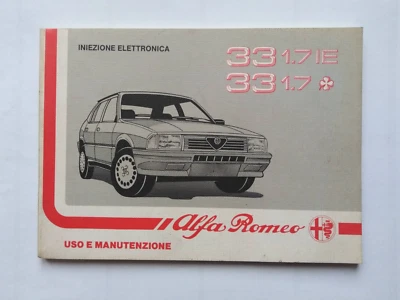 INIEZIONE ELETTRONICA
33 1.7 IE
33 1.7
Alfa Romeo
USO E MANUTENZIONE